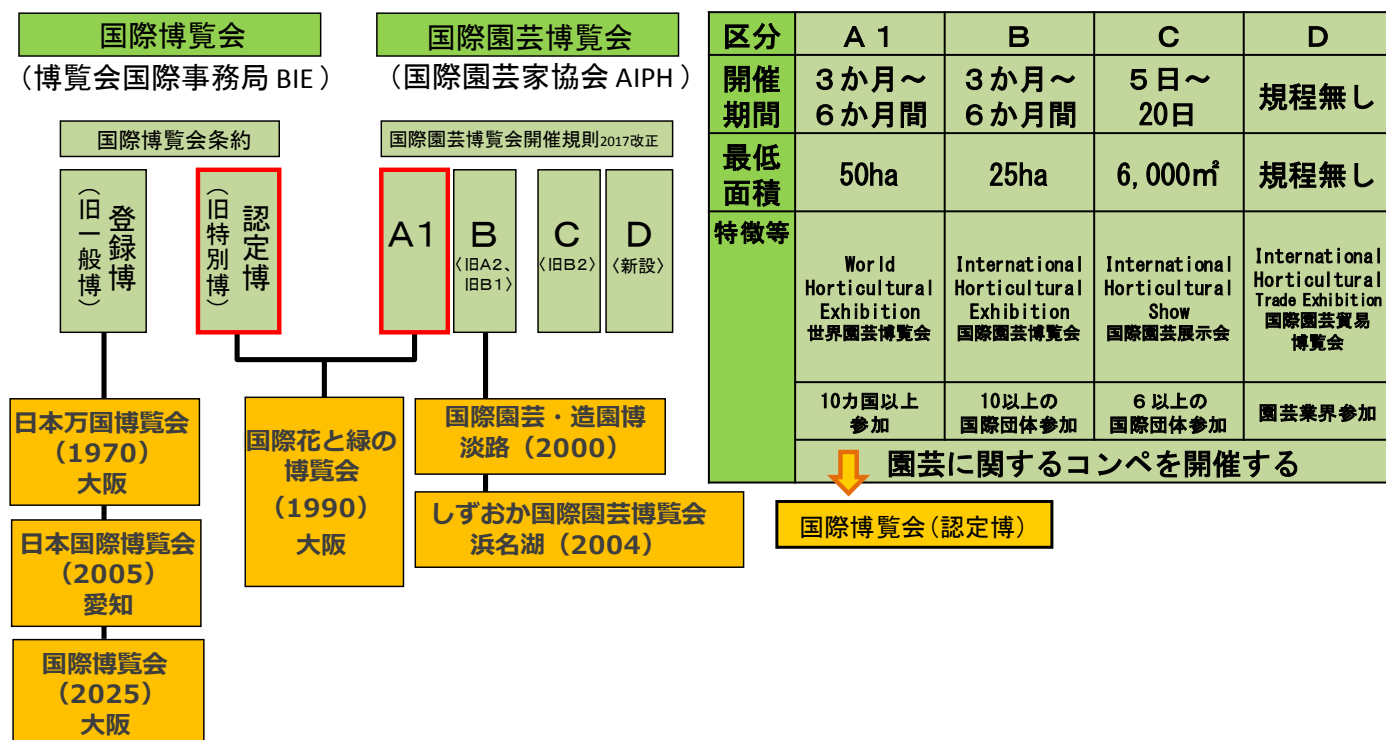 国際博覧会
（博覧会国際事務局 BIE ）
国際博覧会条約
登録博
（旧一般博）
認定博
（旧特別博）
国際園芸博覧会
（国際園芸家協会 AIPH ）
国際園芸博覧会開催規則2017改正
A1
B
〈旧A2、
旧B1〉
C
〈旧B2〉
D
〈新設〉
日本万国博覧会
（1970）
大阪
日本国際博覧会
（2005）
愛知
国際博覧会
（2025）
大阪
国際花と緑の
博覧会
（1990）
大阪
国際園芸・造園博
淡路（2000）
しずおか国際園芸博覧会
浜名湖（2004）
区分
Ａ１
Ｂ
Ｃ
Ｄ
開催
期間
３か月～
６か月間
３か月～
６か月間
５日～
20日
規程無し
最低
面積
50ha
25ha
6,000㎡
規程無し
特徴等
World
Horticultural
Exhibition
世界園芸博覧会
International
Horticultural
Exhibition
国際園芸博覧会
International
Horticultural
Show
国際園芸展示会
International
Horticultural
Trade Exhibition
国際園芸貿易
博覧会
10カ国以上
参加
10以上の
国際団体参加
６以上の
国際団体参加
園芸業界参加
園芸に関するコンペを開催する
国際博覧会（認定博）